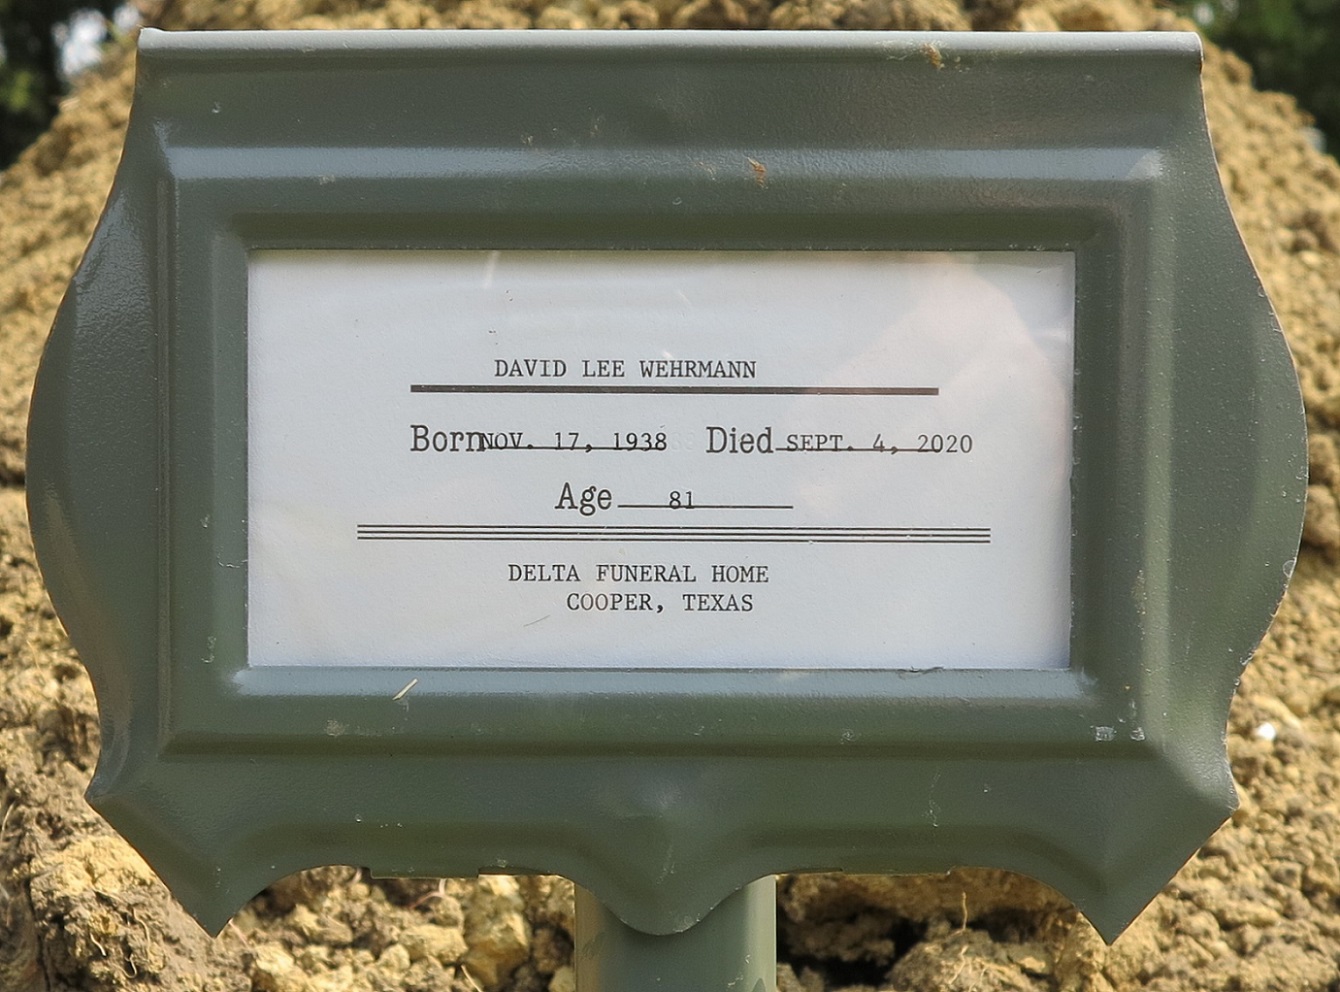 DAVID LEE WEHRMANN
Born NOV. 17, 1938 Died SEPT. 4, 2020
Age 81
DELTA FUNERAL HOME
COOPER, TEXAS